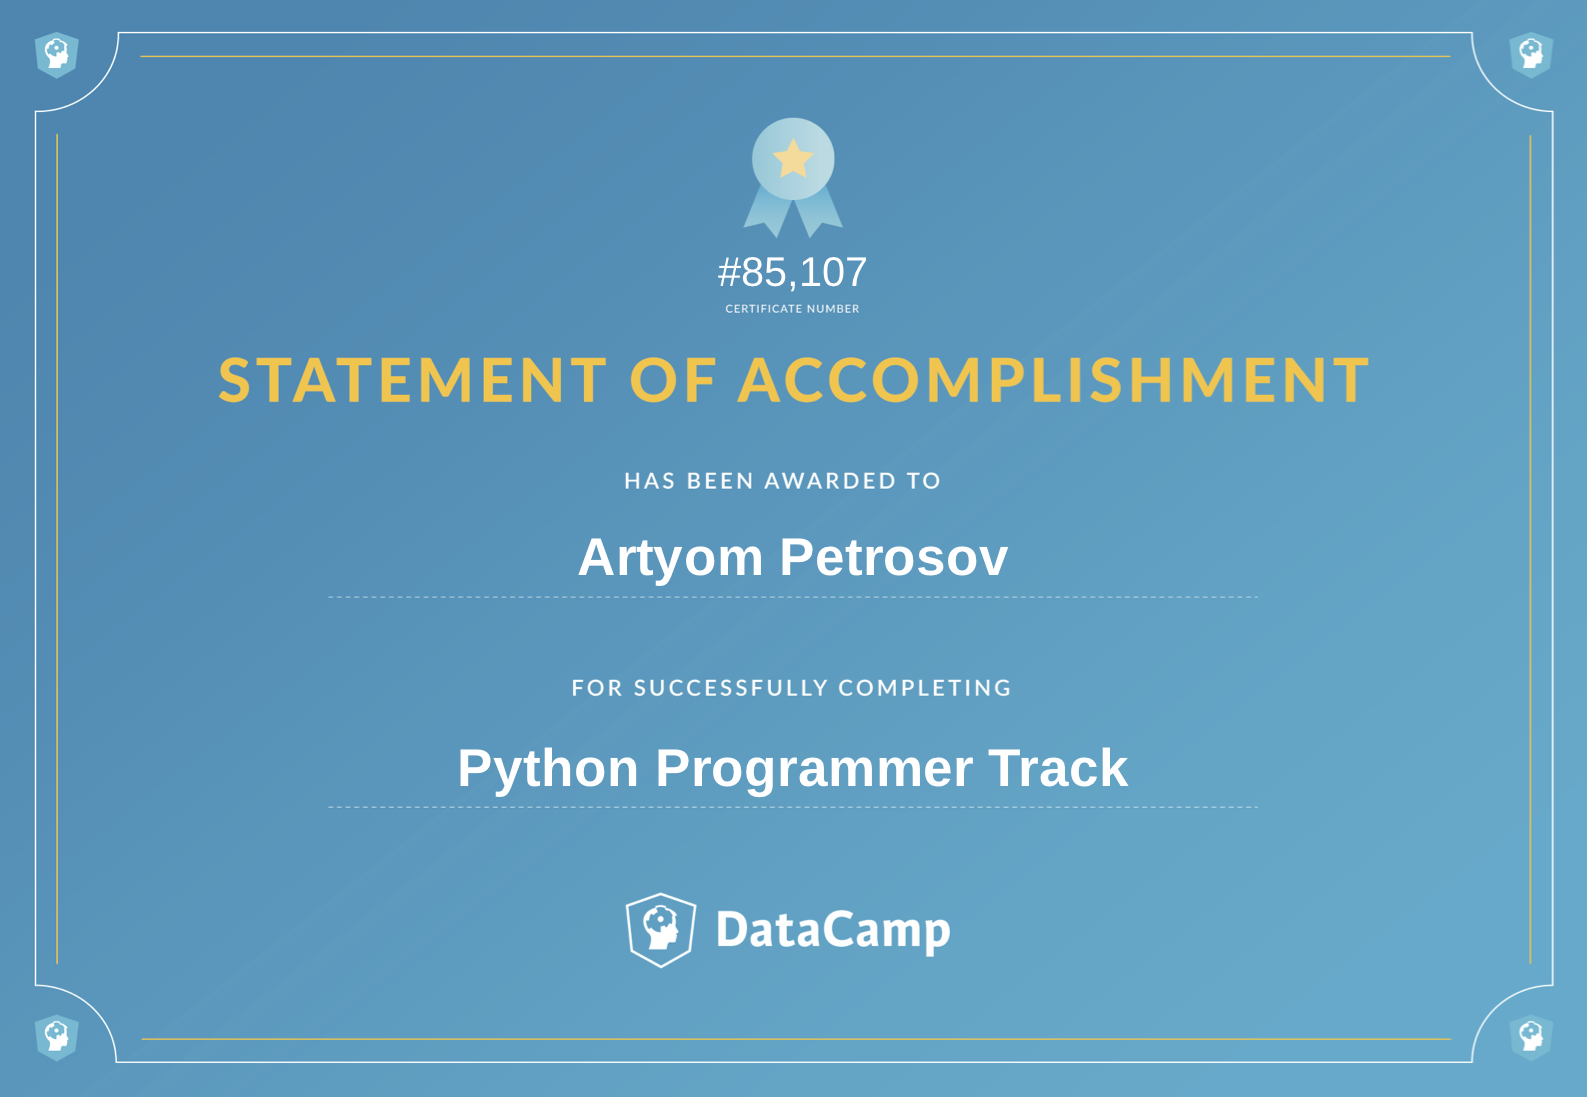 #85,107
CERTIFICATE NUMBER
STATEMENT OF ACCOMPLISHMENT
HAS BEEN AWARDED TO
Artyom Petrosov
FOR SUCCESSFULLY COMPLETING
Python Programmer Track
DataCamp